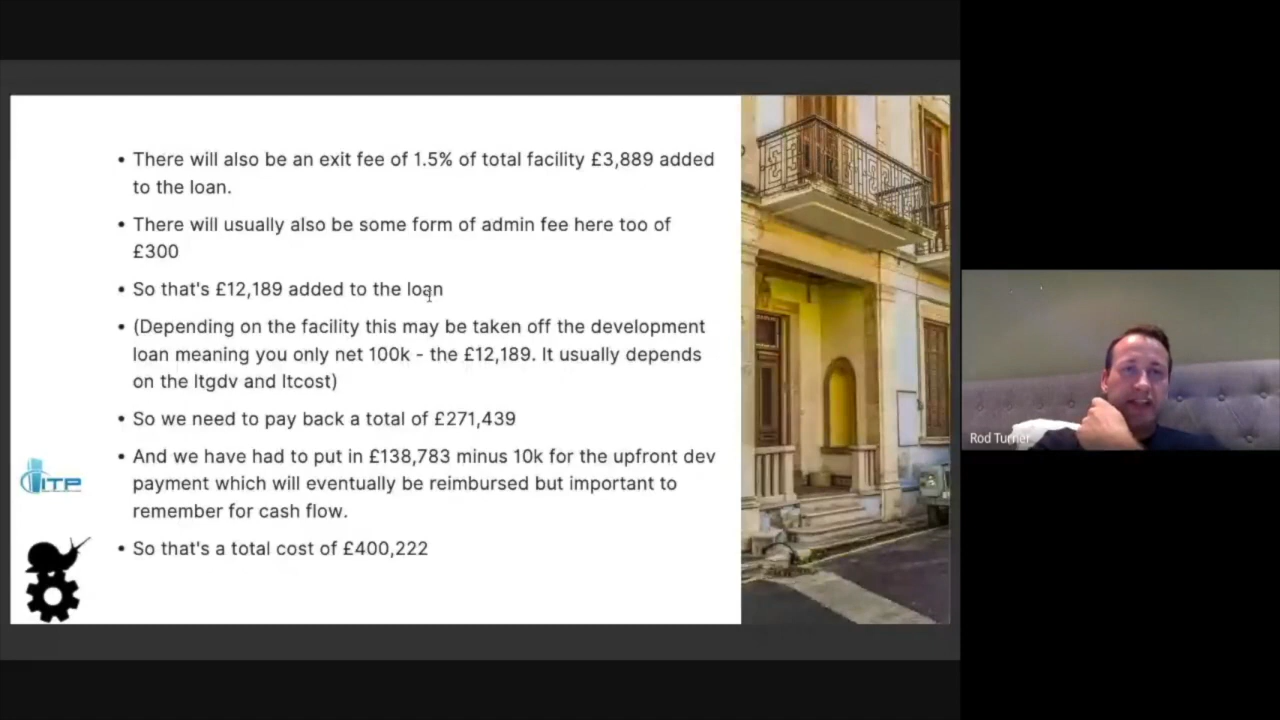 • There will also be an exit fee of 1.5% of total facility £3,889 added
to the loan.
• There will usually also be some form of admin fee here too of
£300
• So that's £12,189 added to the loan
• (Depending on the facility this may be taken off the development
loan meaning you only net 100k - the £12,189. It usually depends
on the ltgdv and ltcost)
• So we need to pay back a total of £271,439
• And we have had to put in £138,783 minus 10k for the upfront dev
payment which will eventually be reimbursed but important to
remember for cash flow.
• So that's a total cost of £400,222
ITP
Rod Turner